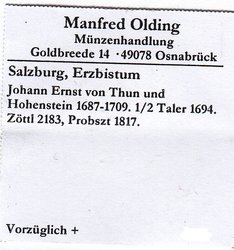 Manfred Olding
Münzenhandlung
Goldbreede 14 · 49078 Osnabrück
Salzburg, Erzbistum
Johann Ernst von Thun und
Hohenstein 1687-1709. 1/2 Taler 1694.
Zöttl 2183, Probszt 1817.
Vorzüglich +